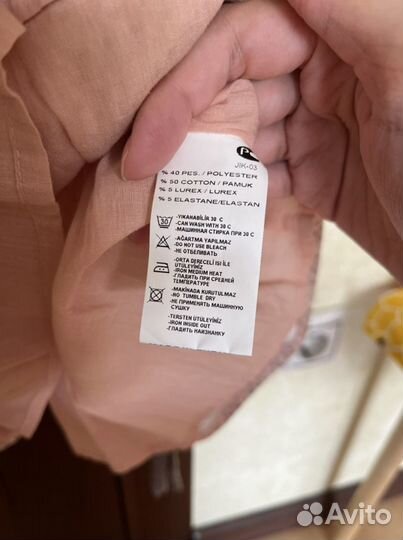 JIK-03
% 40 PES. / POLYESTER
% 50 COTTON / PAMUK
% 5 LUREX / LUREX
% 5 ELASTANE/ELASTAN
30
-YIKANABİLİR 30 C
-CAN WASH WITH 30 C
-МАШИННАЯ СТИРКА ПРИ 30 C
-AĞARTMA YAPILMAZ
-DO NOT USE BLEACH
-НЕ ОТБЕЛИВАТЬ
-ORTA DERECELİ ISI İLE
ÜTÜLEYİNİZ
-IRON MEDIUM HEAT
-ГЛАДИТЬ ПРИ СРЕДНЕЙ
ТЕМПЕРАТУРЕ
-MAKİNADA KURUTULMAZ
-NO TUMBLE DRY
-НЕ ПРИМЕНЯТЬ МАШИННУЮ
СУШКУ
-TERSTEN ÜTÜLEYİNİZ
-IRON INSIDE OUT
-ГЛАДИТЬ НАИЗНАНКУ
Avito